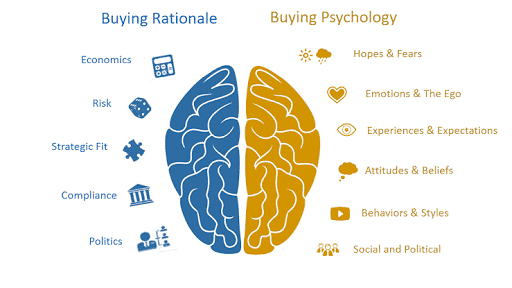 Buying Rationale
Economics
Risk
Strategic Fit
Compliance
Politics
Buying Psychology
Hopes & Fears
Emotions & The Ego
Experiences & Expectations
Attitudes & Beliefs
Behaviors & Styles
Social and Political